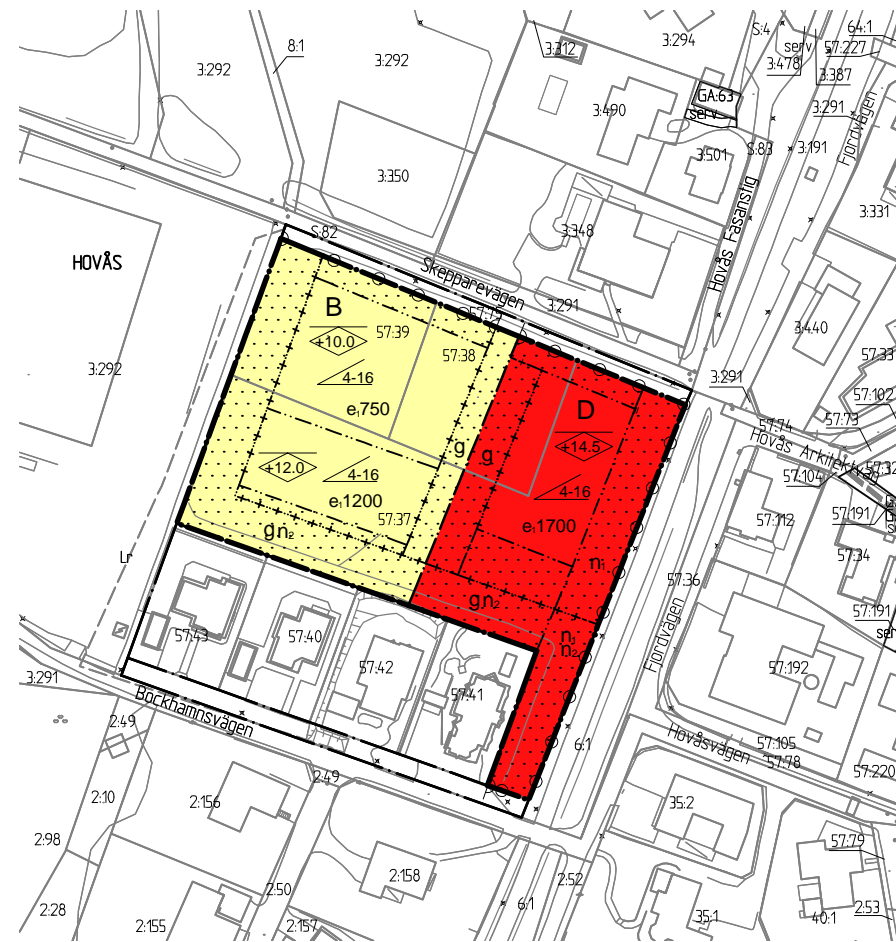 8:1
3:292
3:292
3:312
3:294
S:4
serv
3:478
64:1
57:227
3:387
3:291
Fjordvägen
GA:63
serv
3:490
S:83
3:191
3:501
3:350
3:331
Hovås Fasanstig
S:82
3:348
HOVÅS
Skepparevägen
3:291
B
57:39
+10.0
57:38
3:440
57:33
4-16
3:292
3:291
57:102
e₁750
D
57:74
57:73
+14.5
Hovås Arkitektväg
g
g
+12.0
4-16
57:104
57:32
4-16
e₁1200
57:37
e₁1700
57:112
57:191
g n₂
57:34
Lr
n₁
57:36
g n₂
57:191
serv
57:43
57:40
n₁
n₂
Fjordvägen
57:42
57:192
3:291
57:41
Bockhamnsvägen
2:49
6:1
Hovåsvägen
57:105
57:78
2:49
57:220
2:10
2:156
35:2
2:98
57:79
2:158
2:52
2:50
2:28
2:155
2:157
6:1
35:1
40:1
2:53